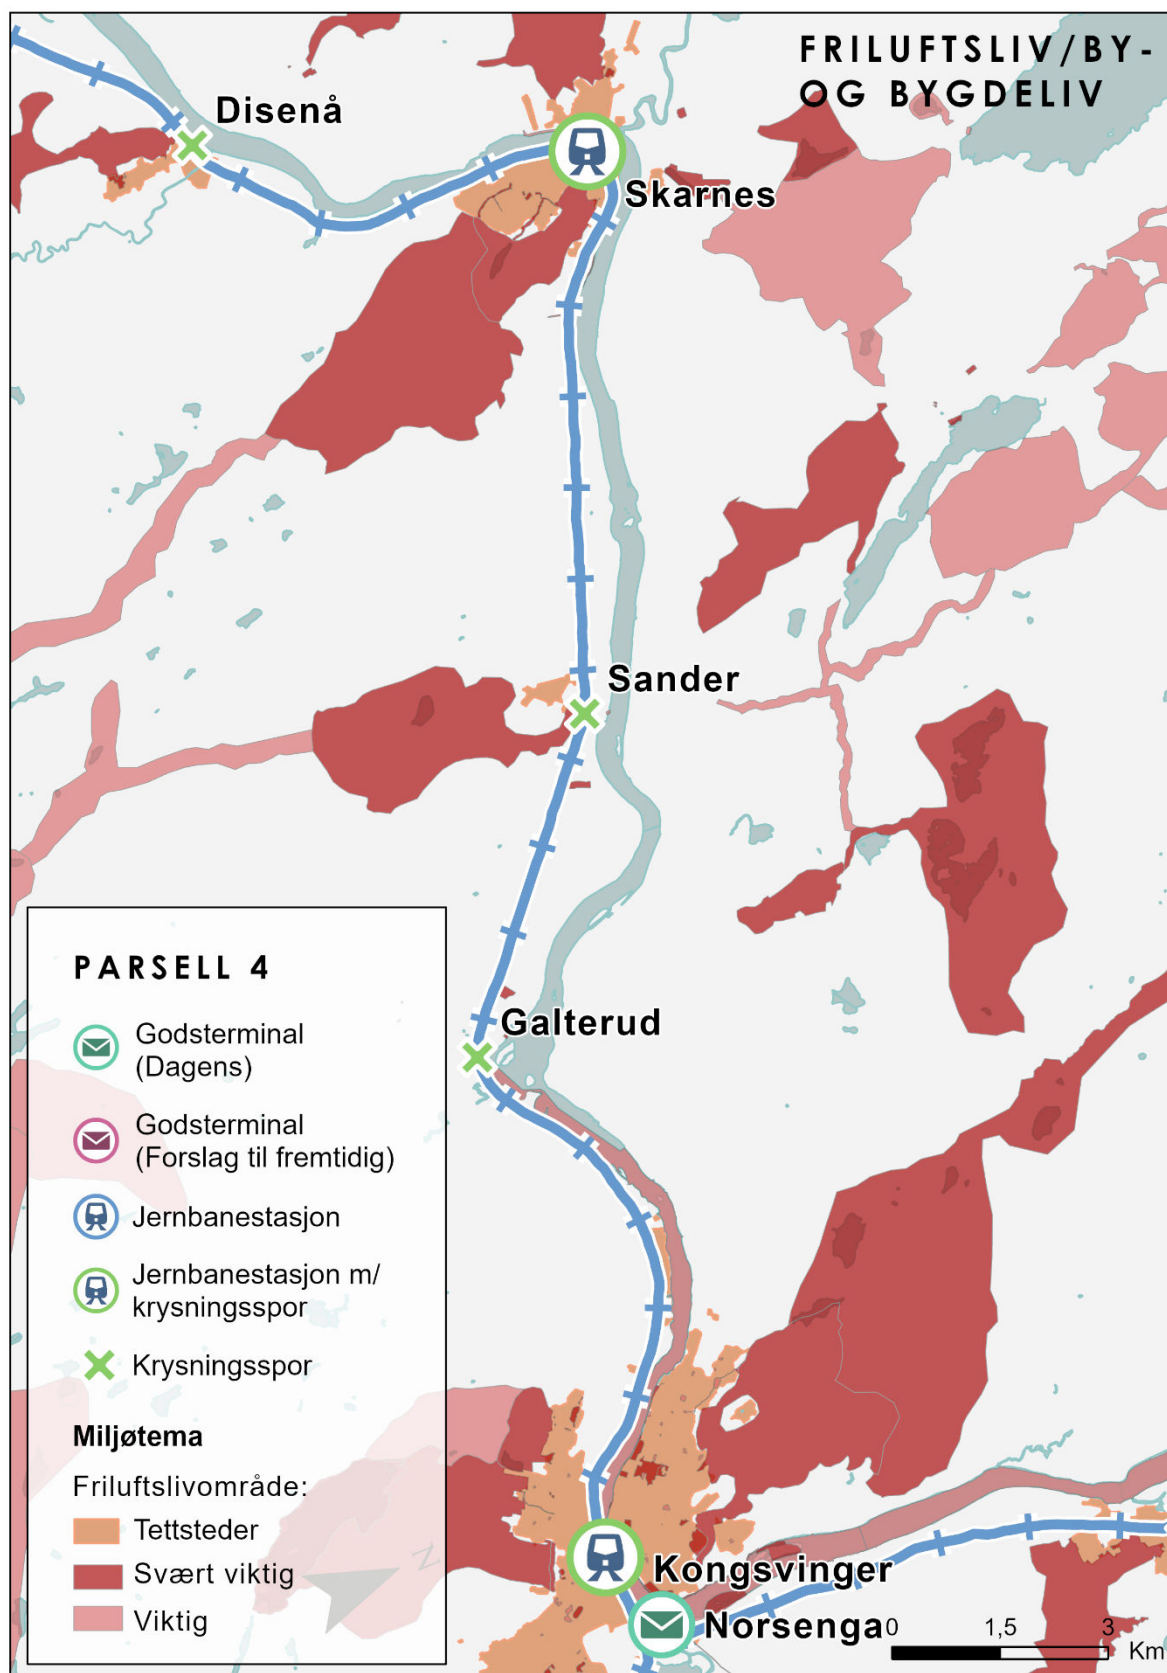 FRILUFTSLIV/BY-
OG BYGDELIV
Disenå
Skarnes
Sander
Galterud
Kongsvinger
Norsenga
PARSELL 4
Godsterminal
(Dagens)
Godsterminal
(Forslag til fremtidig)
Jernbanestasjon
Jernbanestasjon m/
krysningsspor
Krysningsspor
Miljøtema
Friluftslivområde:
Tettsteder
Svært viktig
Viktig
N
0 1,5 3
Km